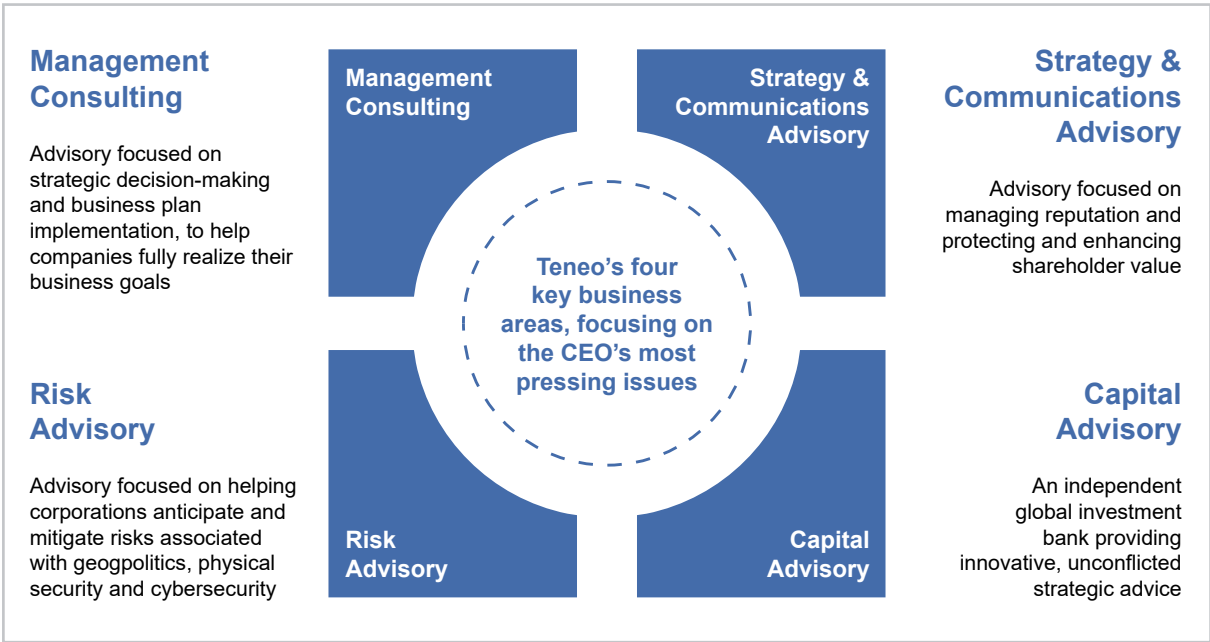 Management
Consulting
Advisory focused on
strategic decision-making
and business plan
implementation, to help
companies fully realize their
business goals
Management
Consulting
Strategy &
Communications
Advisory
Strategy &
Communications
Advisory
Advisory focused on
managing reputation and
protecting and enhancing
shareholder value
Teneo’s four
key business
areas, focusing on
the CEO’s most
pressing issues
Risk
Advisory
Advisory focused on helping
corporations anticipate and
mitigate risks associated
with geogpolitics, physical
security and cybersecurity
Risk
Advisory
Capital
Advisory
Capital
Advisory
An independent
global investment
bank providing
innovative, unconflicted
strategic advice